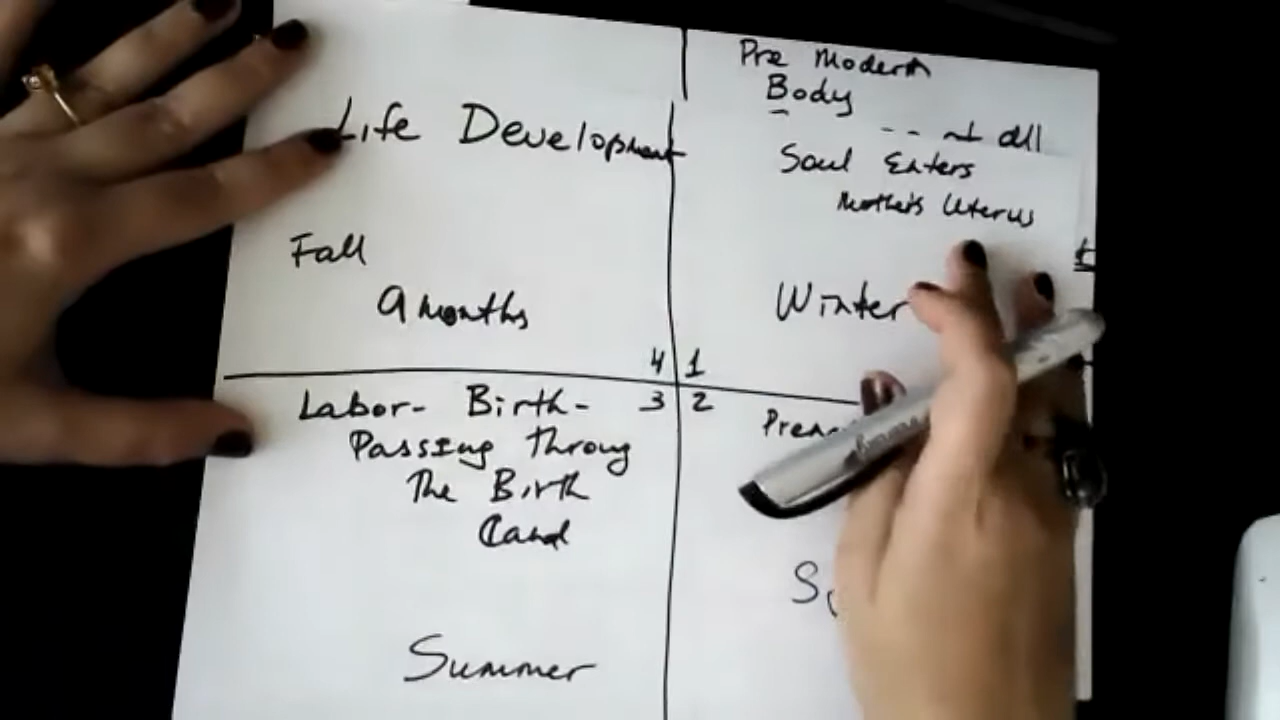 Life Development
Fall
9 months
4
Pre Modern
Body
all
Soul Enters
Mother's Uterus
Winter
1
Labor- Birth- 3
Passing Throug
The Birth
Canal
Summer
2